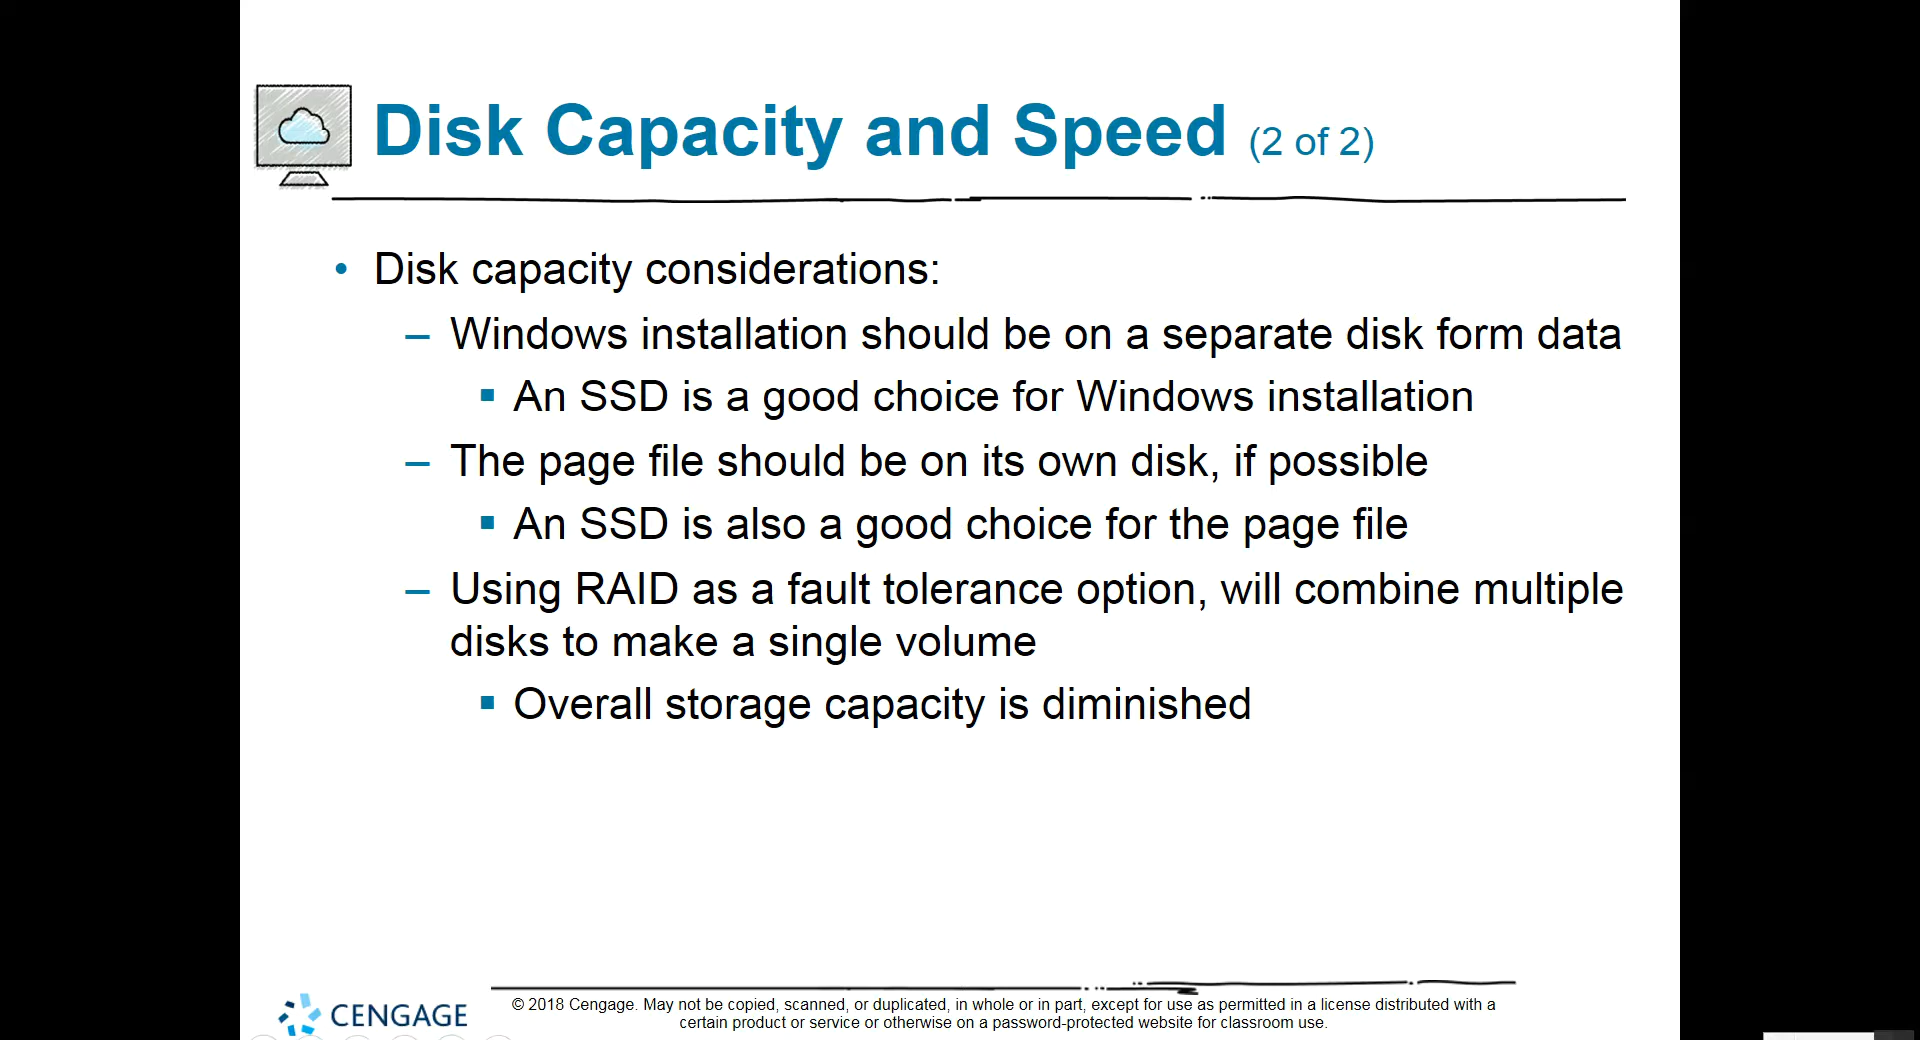 Disk Capacity and Speed (2 of 2)
• Disk capacity considerations:
– Windows installation should be on a separate disk form data
▪ An SSD is a good choice for Windows installation
– The page file should be on its own disk, if possible
▪ An SSD is also a good choice for the page file
– Using RAID as a fault tolerance option, will combine multiple
disks to make a single volume
▪ Overall storage capacity is diminished
CENGAGE
© 2018 Cengage. May not be copied, scanned, or duplicated, in whole or in part, except for use as permitted in a license distributed with a
certain product or service or otherwise on a password-protected website for classroom use.